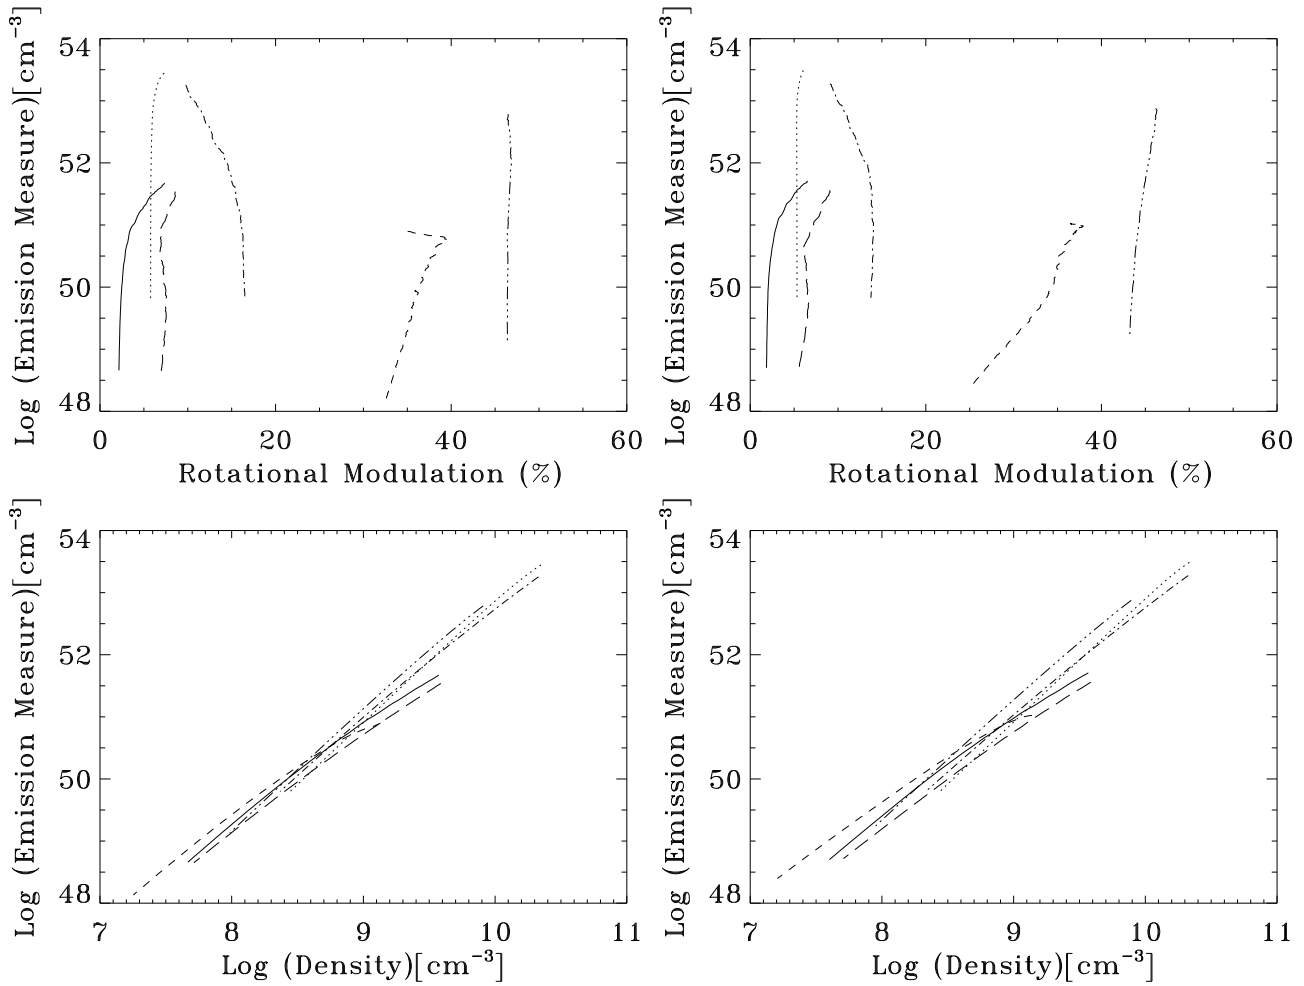 Log (Emission Measure)[cm⁻³]
54
52
50
48
0 20 40 60
Rotational Modulation (%)
Log (Emission Measure)[cm⁻³]
54
52
50
48
0 20 40 60
Rotational Modulation (%)
Log (Emission Measure)[cm⁻³]
54
52
50
48
7 8 9 10 11
Log (Density)[cm⁻³]
Log (Emission Measure)[cm⁻³]
54
52
50
48
7 8 9 10 11
Log (Density)[cm⁻³]